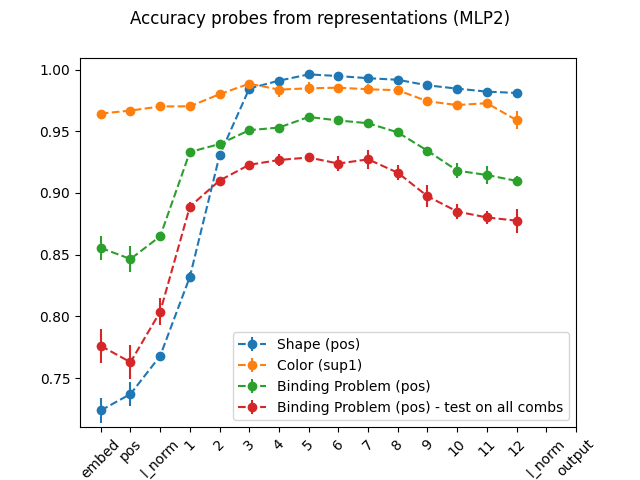 Accuracy probes from representations (MLP2)
1.00
0.95
0.90
0.85
0.80
0.75
Shape (pos)
Color (sup1)
Binding Problem (pos)
Binding Problem (pos) - test on all combs
embed
pos
l_norm
1
2
3
4
5
6
7
8
9
10
11
12
l_norm
output